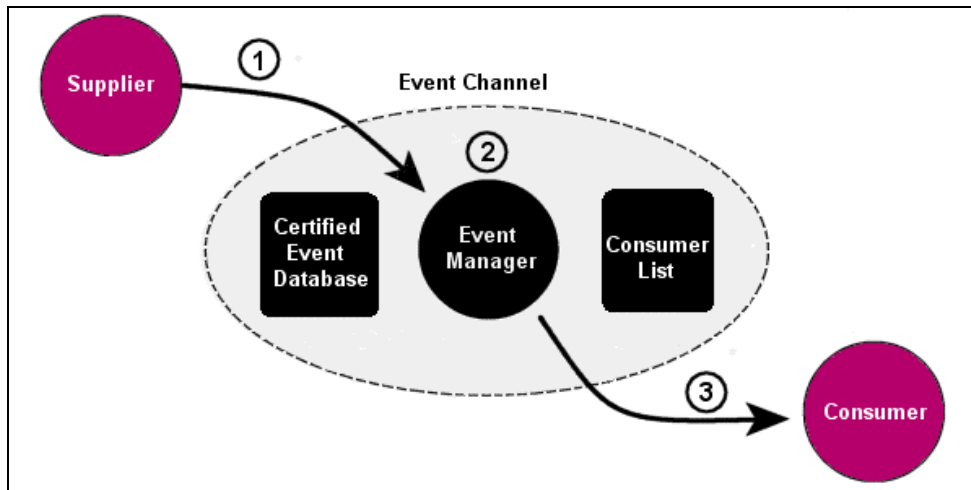 1
Supplier
Event Channel
2
Certified
Event
Database
Event
Manager
Consumer
List
3
Consumer